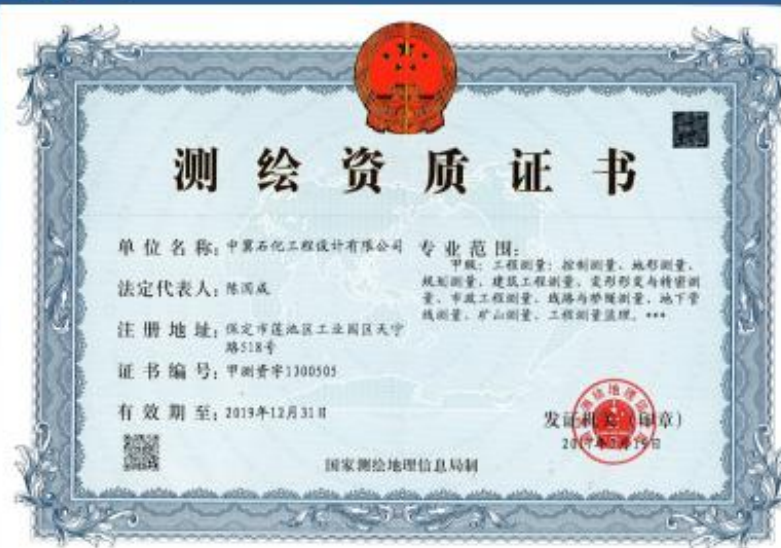 测绘资质证书
单位名称：中冀石化工程设计有限公司
法定代表人：陈国成
注册地址：保定市莲池区工业园区天宁
路518号
证书编号：甲测资字1300505
有效期至：2019年12月31日
专业范围：
甲级：工程测量：控制测量、地形测量、
规划测量、建筑工程测量、变形形变与精密测
量、市政工程测量、线路与桥隧测量、地下管
线测量、矿山测量、工程测量监理。***
发证机关（印章）
国家测绘地理信息局制